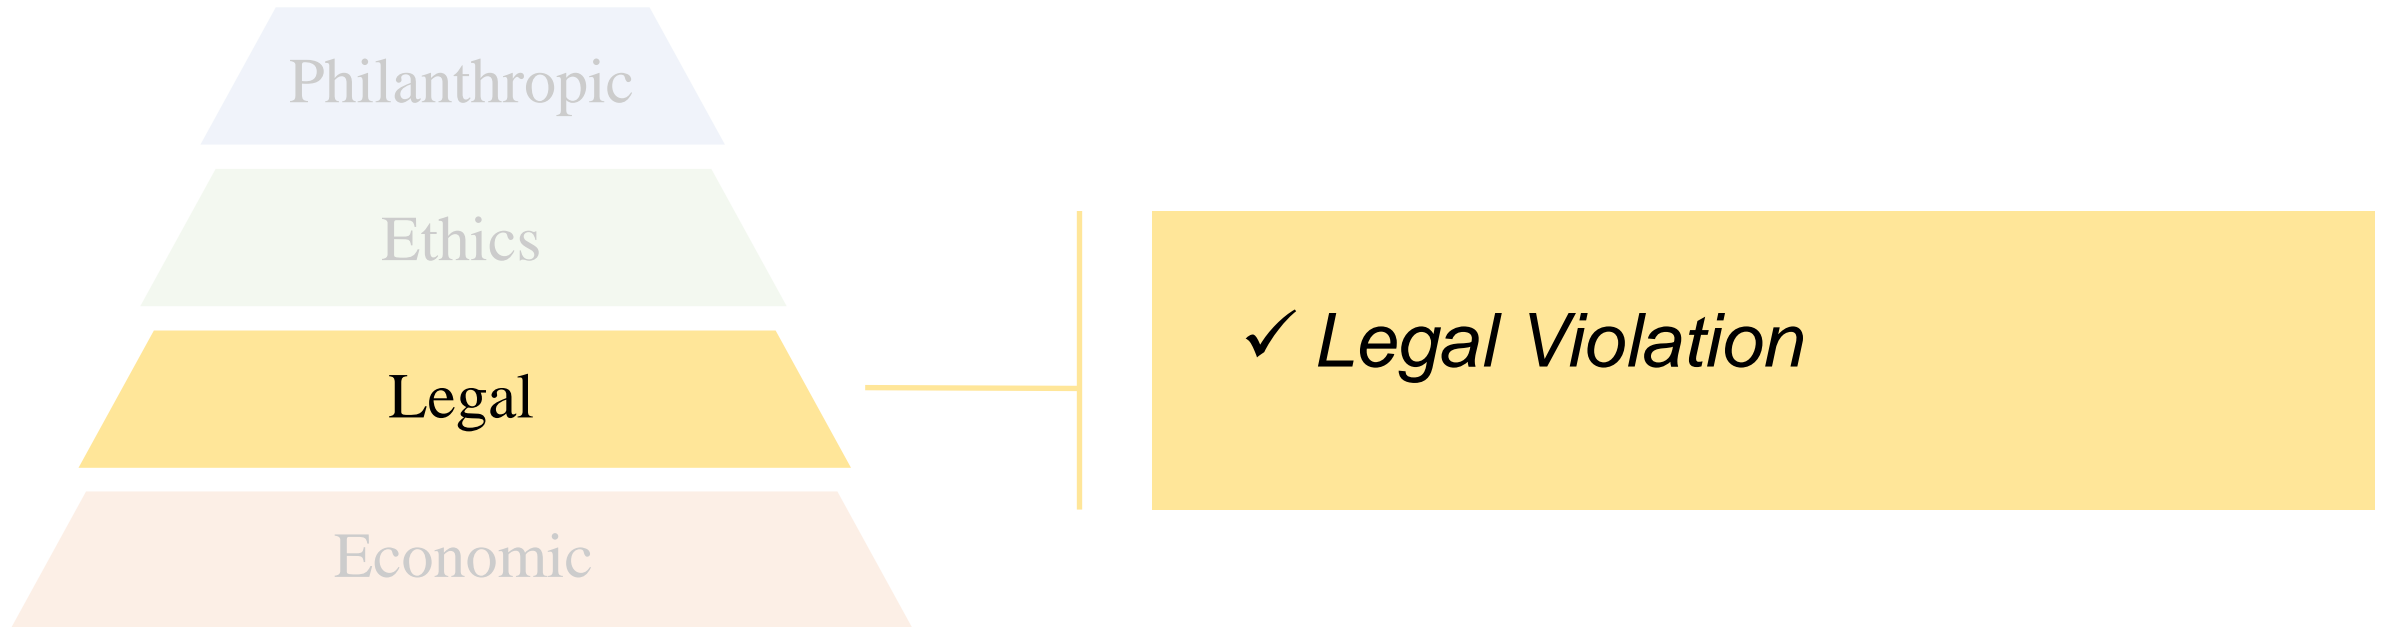 Philanthropic
Ethics
Legal
Economic
✓ Legal Violation